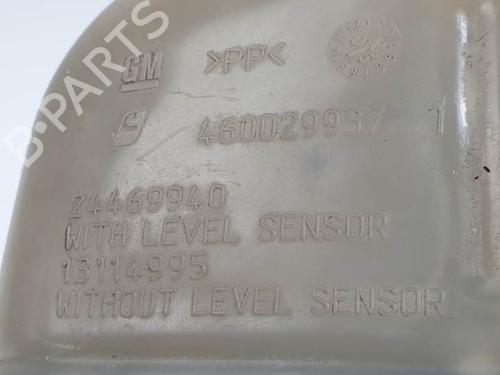 GM >PP<
460029937 1
24469940
WITH LEVEL SENSOR
13114995
WITHOUT LEVEL SENSOR
B-PARTS